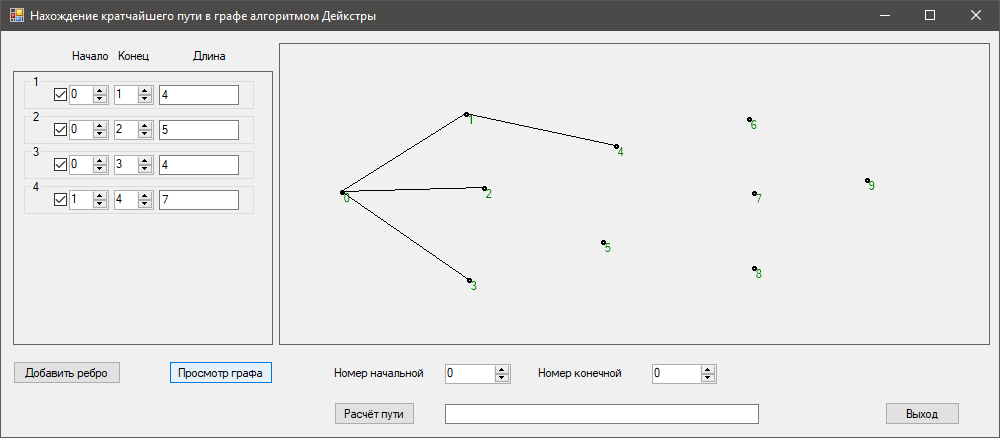 Нахождение кратчайшего пути в графе алгоритмом Дейкстры
Начало Конец Длина
1
0 1 4
2
0 2 5
3
0 3 4
4
1 4 7
0
1
2
3
4
5
6
7
8
9
Добавить ребро Просмотр графа
Номер начальной 0 Номер конечной 0
Расчёт пути
Выход